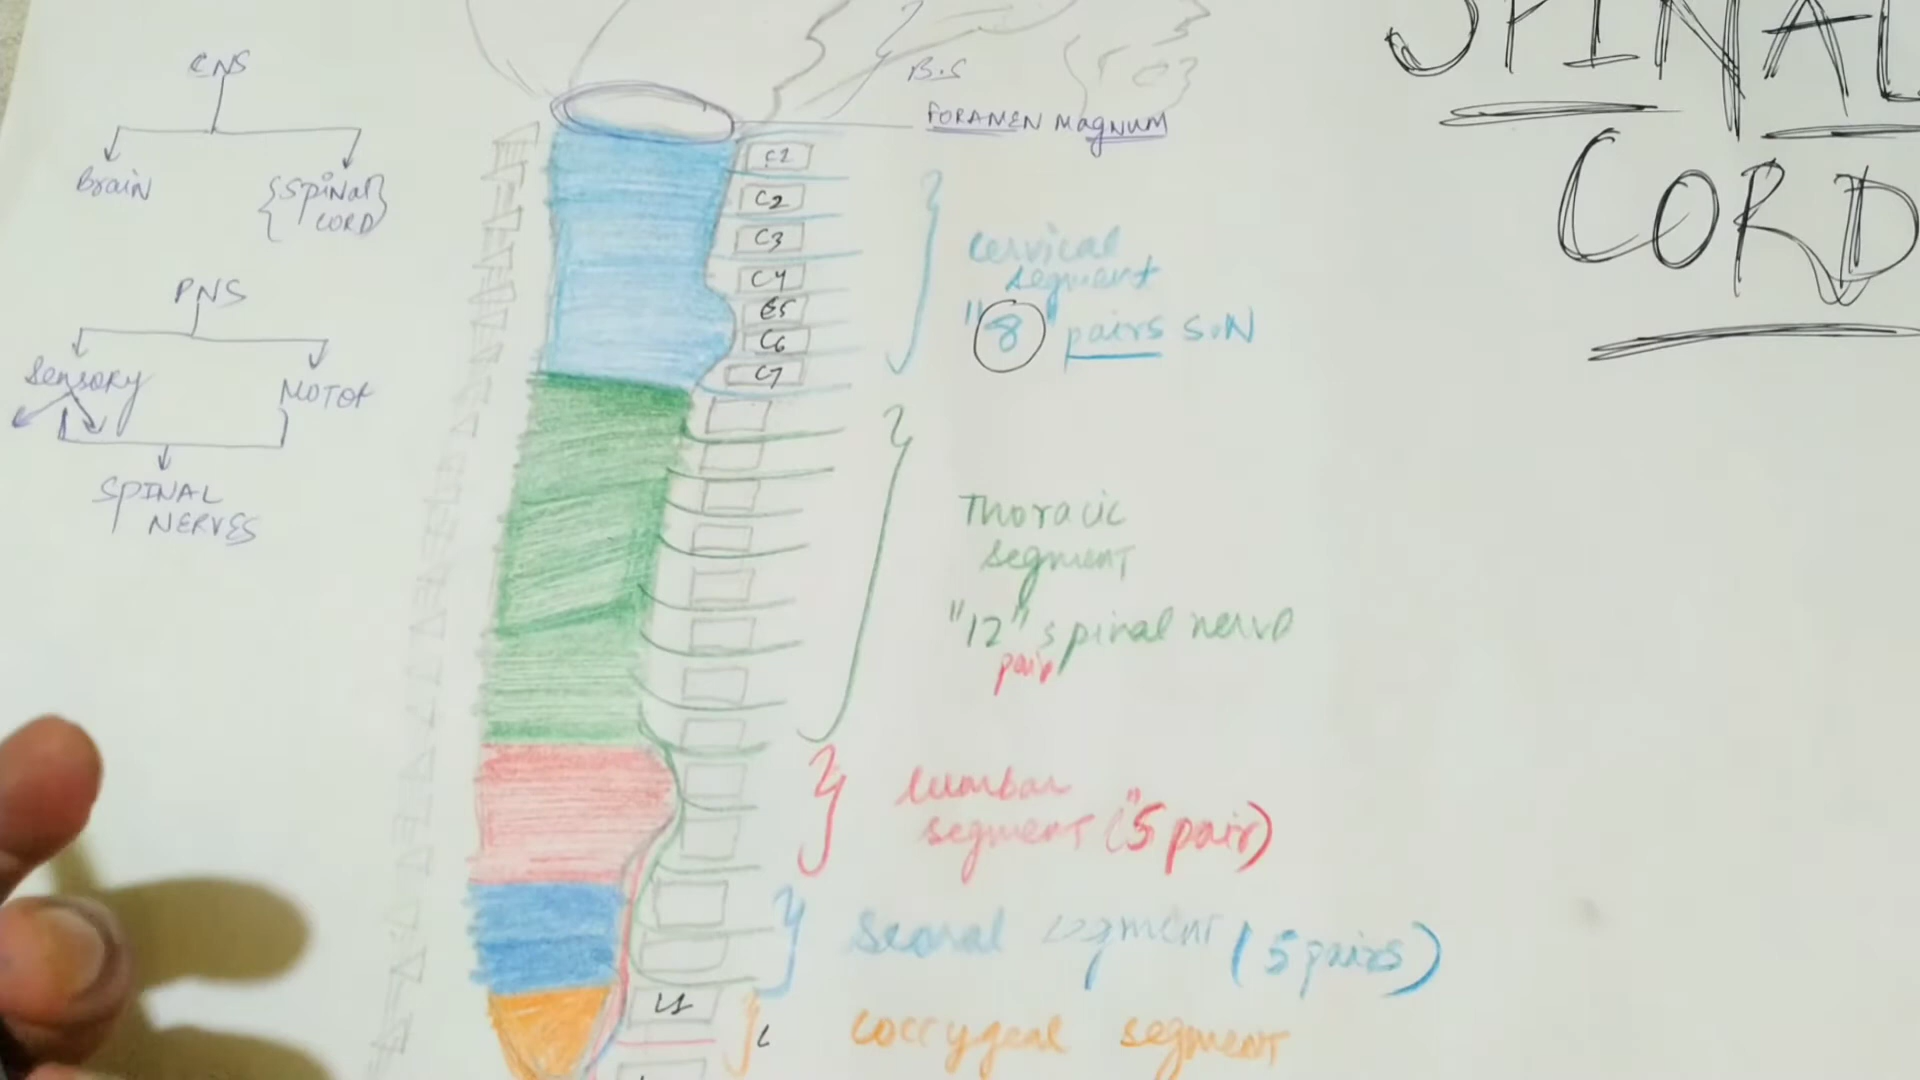 SPINAL
CORD
CNS
Brain
{Spinal}
CORD
PNS
Sensory
MOTOR
SPINAL
NERVES
B.S
FORAMEN MAGNUM
C1
C2
C3
C4
C5
C6
C7
Cervical
segment
"8" pairs S.N
Thoracic
segment
"12" spinal nerve
pair
lumbar
segment ("5 pair)
Sacral segment (5 pairs)
L1
Coccygeal segment